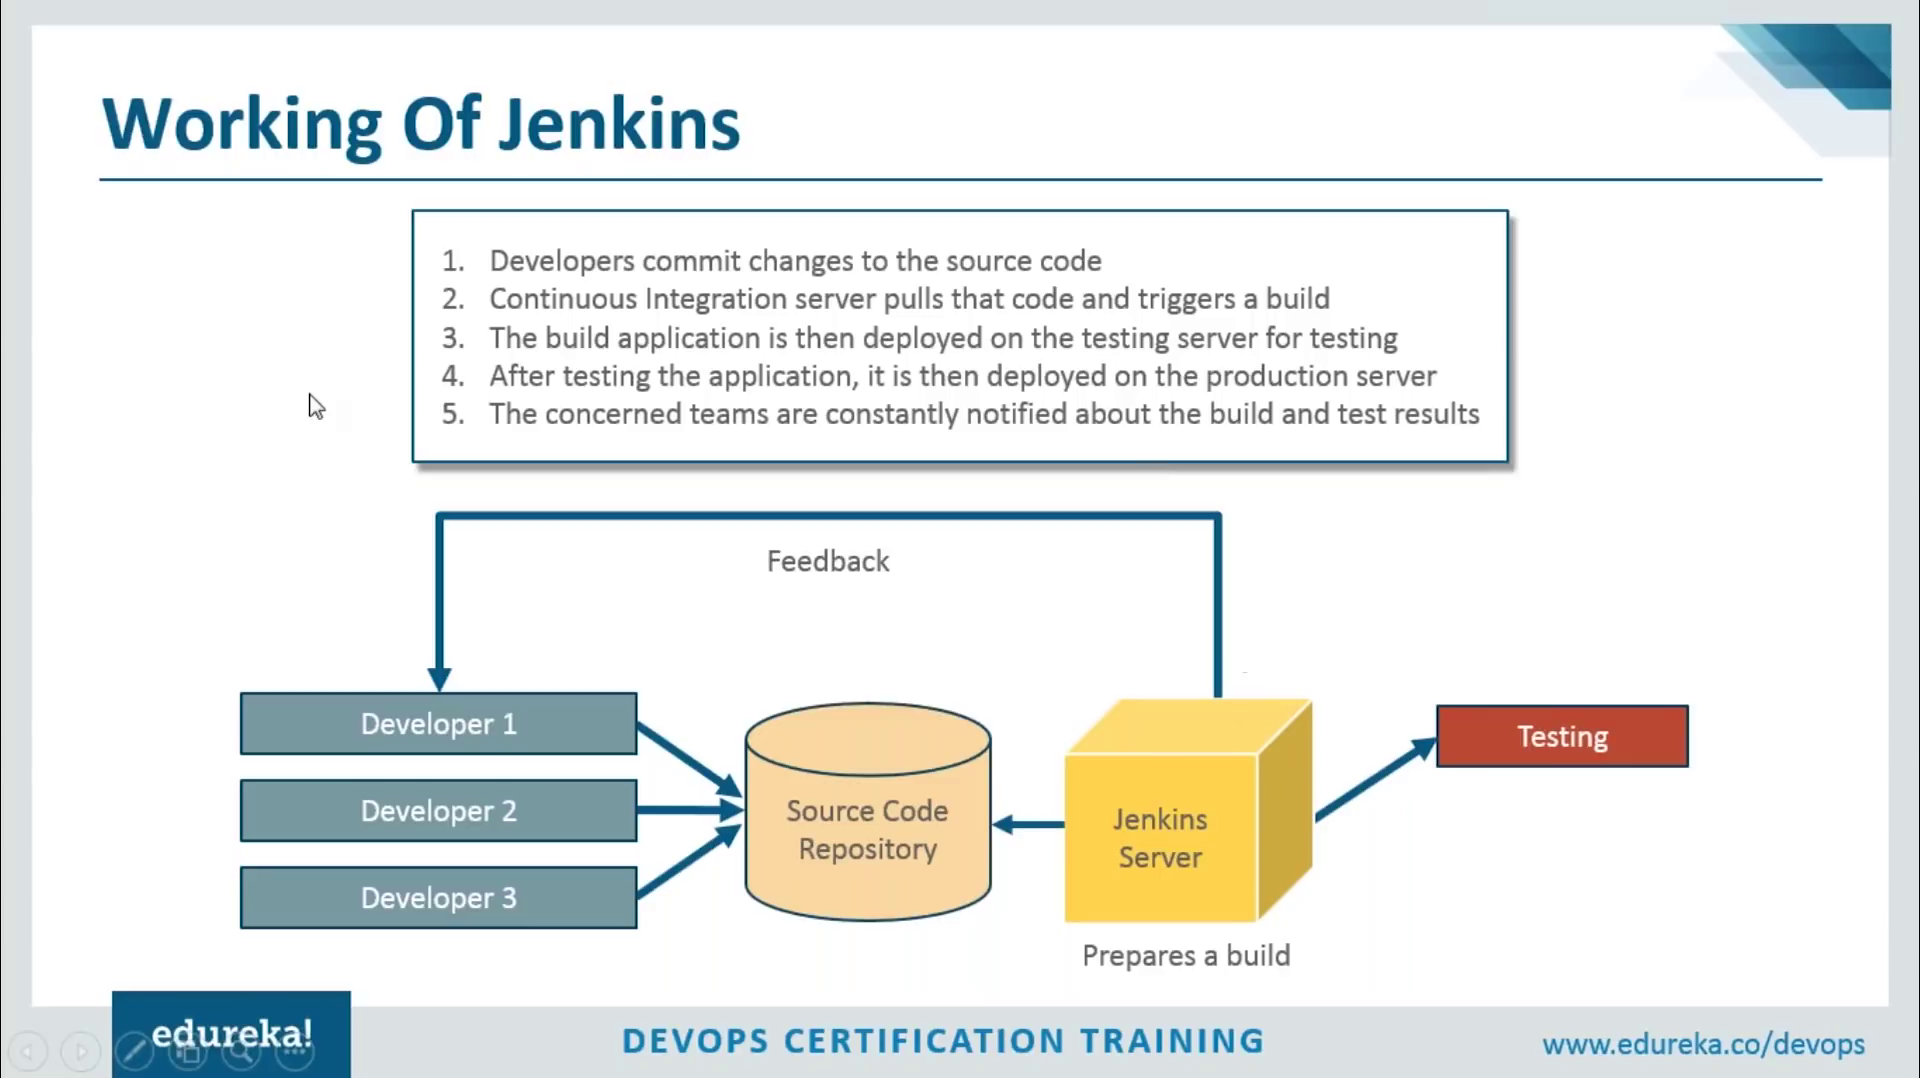 Working Of Jenkins
1. Developers commit changes to the source code
2. Continuous Integration server pulls that code and triggers a build
3. The build application is then deployed on the testing server for testing
4. After testing the application, it is then deployed on the production server
5. The concerned teams are constantly notified about the build and test results
Feedback
Developer 1
Developer 2
Developer 3
Source Code
Repository
Jenkins
Server
Prepares a build
Testing
edureka!
DEVOPS CERTIFICATION TRAINING
www.edureka.co/devops